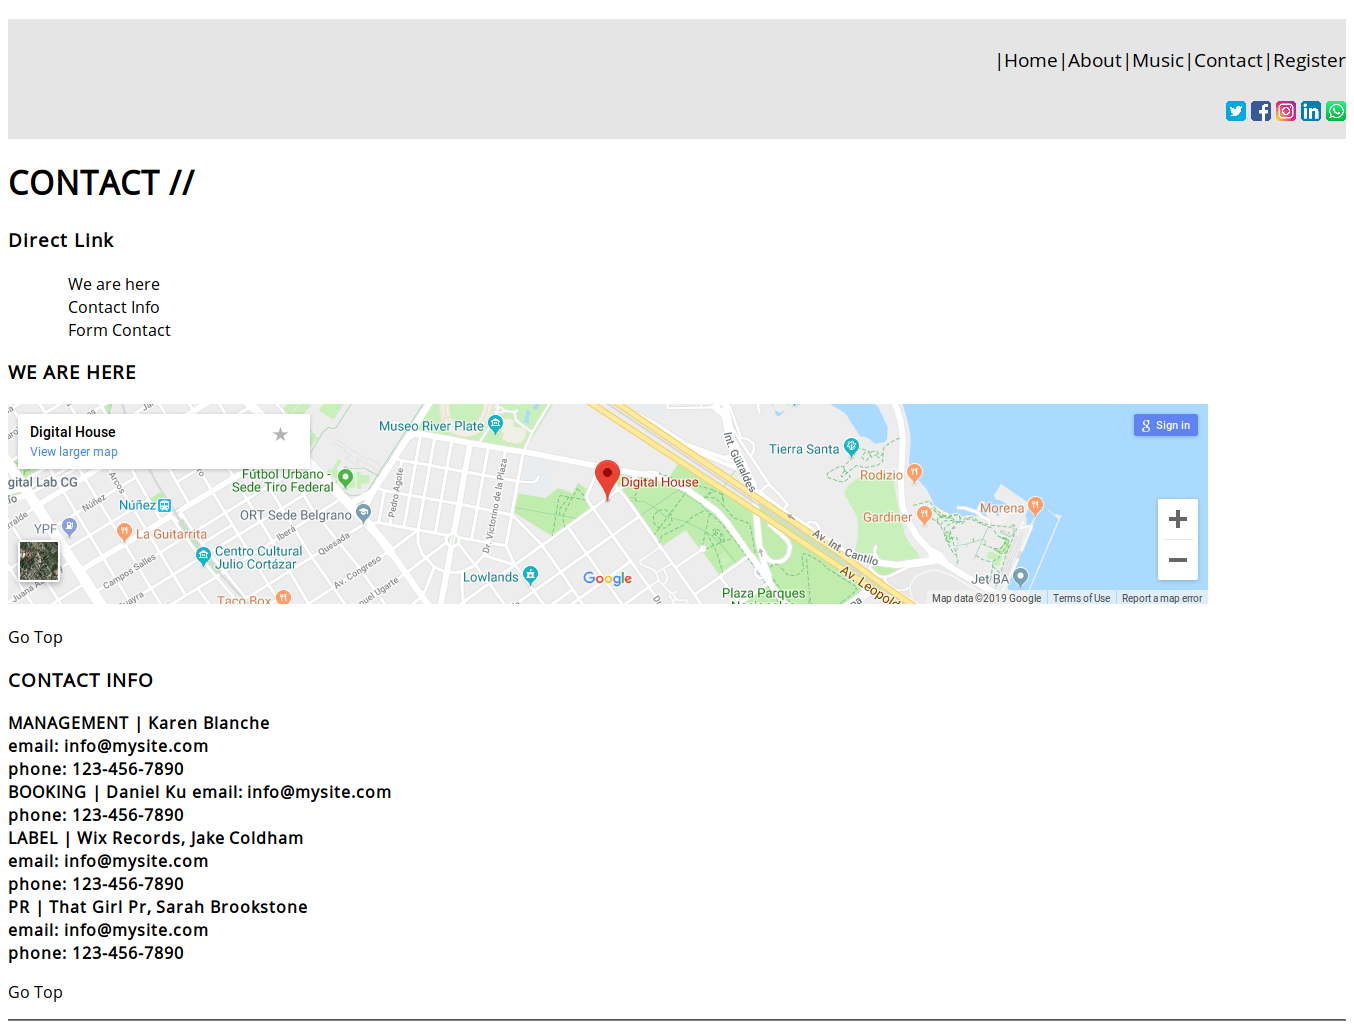 |Home|About|Music|Contact|Register
CONTACT //
Direct Link
We are here
Contact Info
Form Contact
WE ARE HERE
Digital House
View larger map
Sign in
Museo River Plate
Int. Güiraldes
Tierra Santa
Rodizio
Fútbol Urbano -
Sede Tiro Federal
Pedro Agote
Dr. Victorino de la Plaza
Digital House
gital Lab CG
Arcos
Núñez
Núñez
ORT Sede Belgrano
Morena
Gardiner
YPF
La Guitarrita
Iberá
Quesada
Av. Int. Cantilo
Centro Cultural
Julio Cortázar
Campos Salles
Av. Congreso
Lowlands
Google
Av. Leopold
Jet BA
Plaza Parques
Taco Box
Map data ©2019 Google
Terms of Use
Report a map error
Go Top
CONTACT INFO
MANAGEMENT | Karen Blanche
email: info@mysite.com
phone: 123-456-7890
BOOKING | Daniel Ku email: info@mysite.com
phone: 123-456-7890
LABEL | Wix Records, Jake Coldham
email: info@mysite.com
phone: 123-456-7890
PR | That Girl Pr, Sarah Brookstone
email: info@mysite.com
phone: 123-456-7890
Go Top